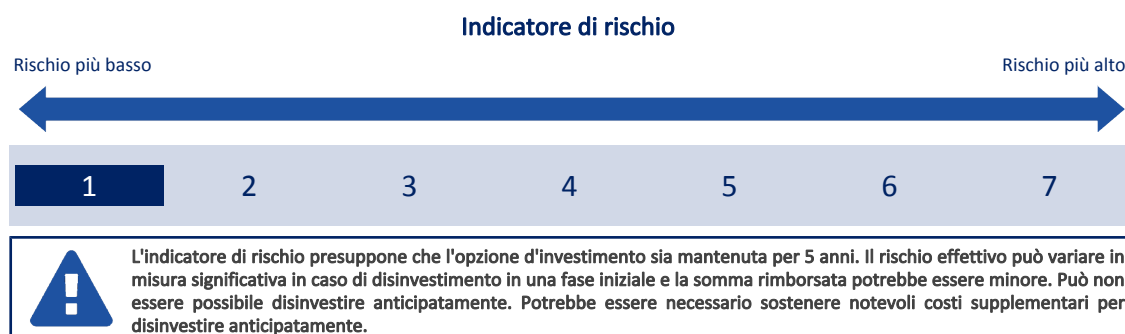 Indicatore di rischio
Rischio più basso
Rischio più alto
1 2 3 4 5 6 7
L'indicatore di rischio presuppone che l'opzione d'investimento sia mantenuta per 5 anni. Il rischio effettivo può variare in
misura significativa in caso di disinvestimento in una fase iniziale e la somma rimborsata potrebbe essere minore. Può non
essere possibile disinvestire anticipatamente. Potrebbe essere necessario sostenere notevoli costi supplementari per
disinvestire anticipatamente.